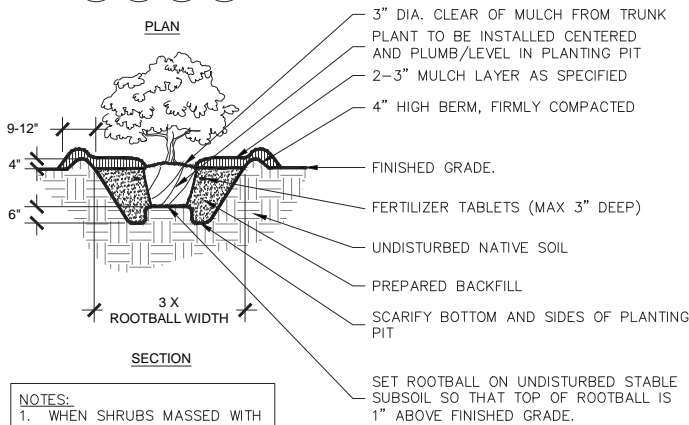 PLAN
3" DIA. CLEAR OF MULCH FROM TRUNK
PLANT TO BE INSTALLED CENTERED
AND PLUMB/LEVEL IN PLANTING PIT
2-3" MULCH LAYER AS SPECIFIED
4" HIGH BERM, FIRMLY COMPACTED
9-12"
4"
FINISHED GRADE.
FERTILIZER TABLETS (MAX 3" DEEP)
6"
UNDISTURBED NATIVE SOIL
PREPARED BACKFILL
3 X
ROOTBALL WIDTH
SCARIFY BOTTOM AND SIDES OF PLANTING
PIT
SECTION
SET ROOTBALL ON UNDISTURBED STABLE
SUBSOIL SO THAT TOP OF ROOTBALL IS
1" ABOVE FINISHED GRADE.
NOTES:
1. WHEN SHRUBS MASSED WITH